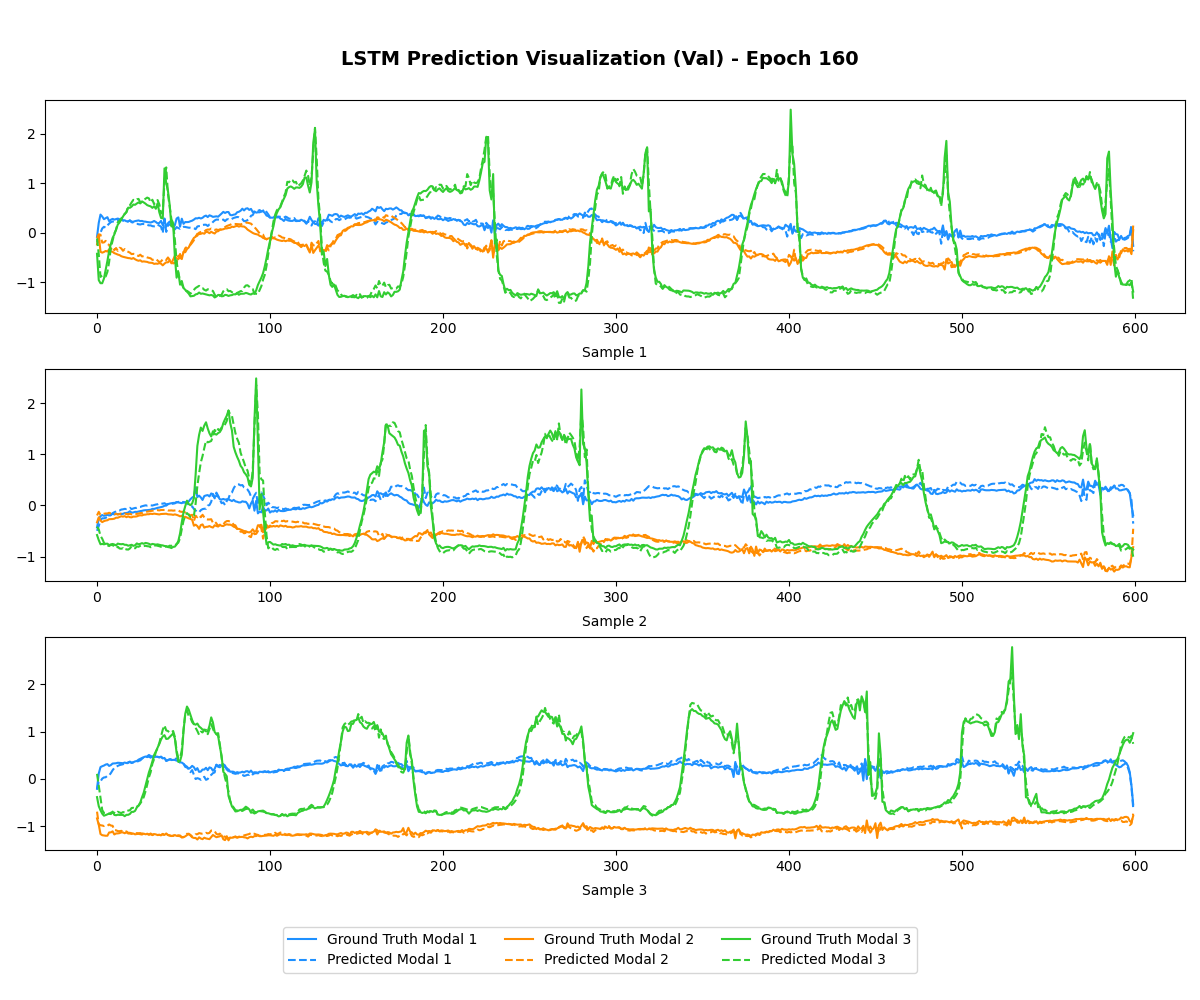 LSTM Prediction Visualization (Val) - Epoch 160
2
1
0
−1
0 100 200 300 400 500 600
Sample 1
2
1
0
−1
0 100 200 300 400 500 600
Sample 2
2
1
0
−1
0 100 200 300 400 500 600
Sample 3
Ground Truth Modal 1 Ground Truth Modal 2 Ground Truth Modal 3
Predicted Modal 1 Predicted Modal 2 Predicted Modal 3